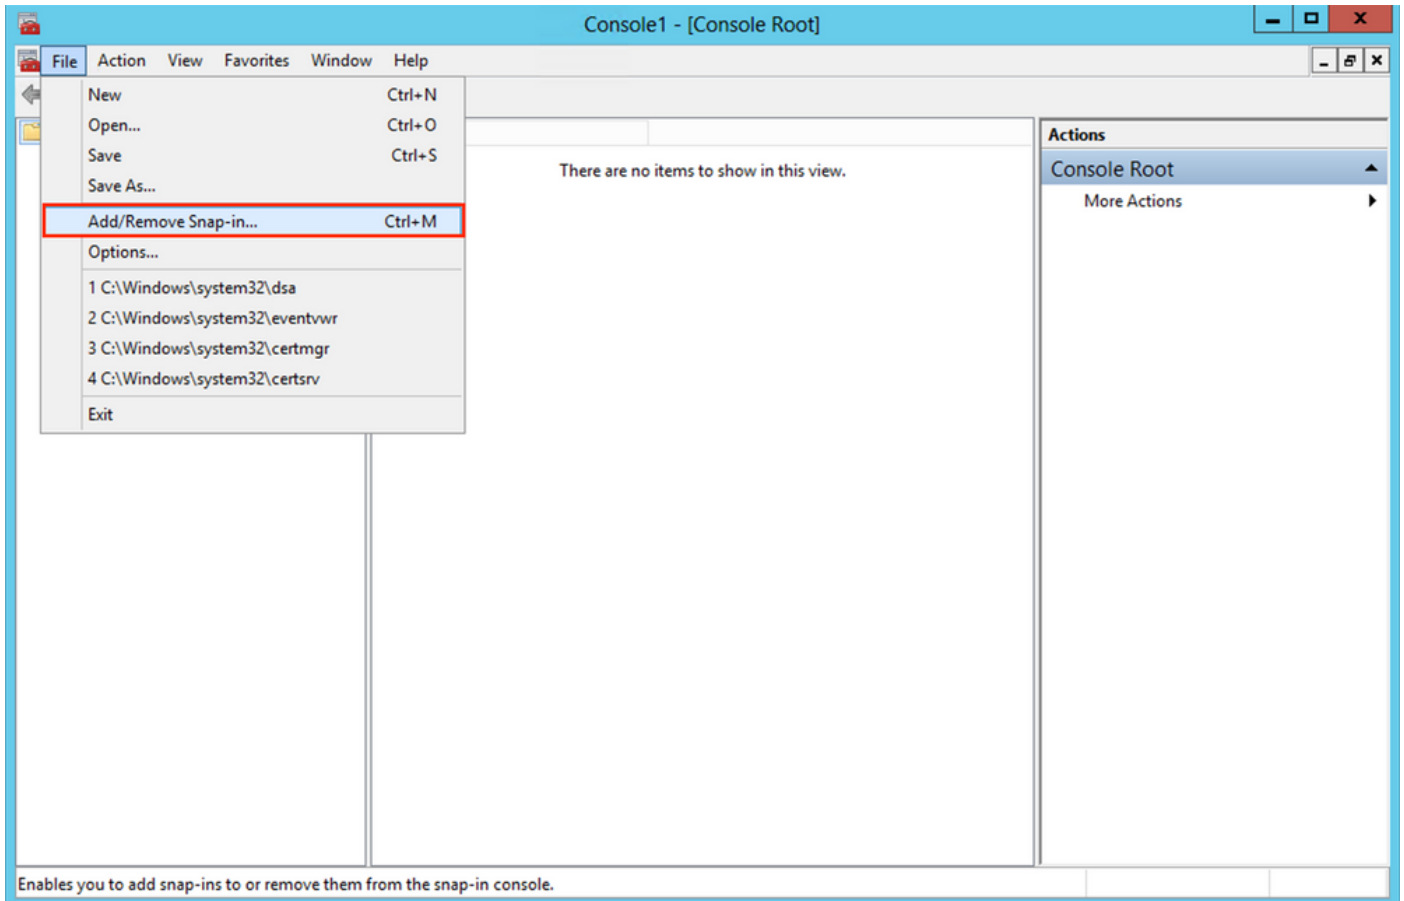 Console1 - [Console Root]
File Action View Favorites Window Help
New Ctrl+N
Open... Ctrl+O
Save Ctrl+S
Save As...
Add/Remove Snap-in... Ctrl+M
Options...
1 C:\Windows\system32\dsa
2 C:\Windows\system32\eventvwr
3 C:\Windows\system32\certmgr
4 C:\Windows\system32\certsrv
Exit
There are no items to show in this view.
Actions
Console Root
More Actions
Enables you to add snap-ins to or remove them from the snap-in console.